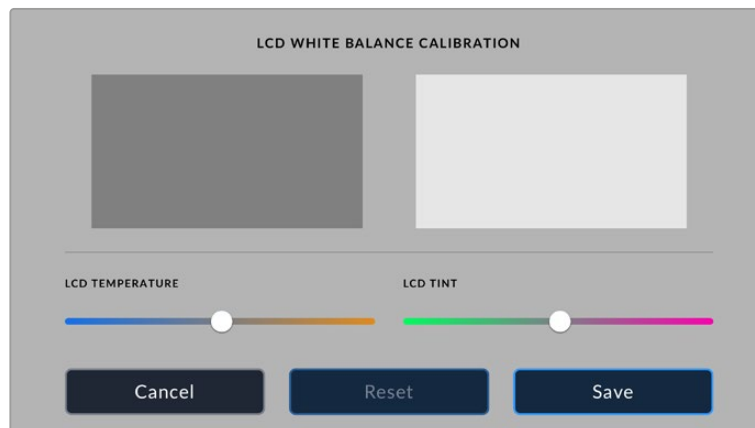 LCD WHITE BALANCE CALIBRATION
LCD TEMPERATURE
LCD TINT
Cancel
Reset
Save